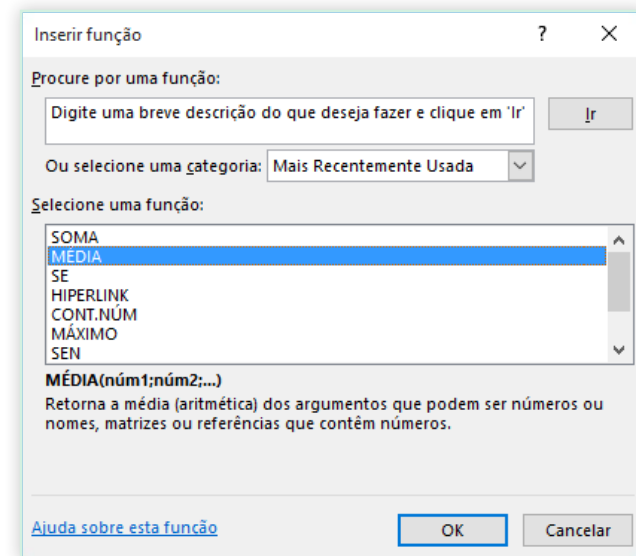 Inserir função
?
Procure por uma função:
Digite uma breve descrição do que deseja fazer e clique em 'Ir'
Ir
Ou selecione uma categoria: Mais Recentemente Usada
Selecione uma função:
SOMA
MÉDIA
SE
HIPERLINK
CONT.NÚM
MÁXIMO
SEN
MÉDIA(núm1;núm2;...)
Retorna a média (aritmética) dos argumentos que podem ser números ou
nomes, matrizes ou referências que contêm números.
Ajuda sobre esta função
OK
Cancelar